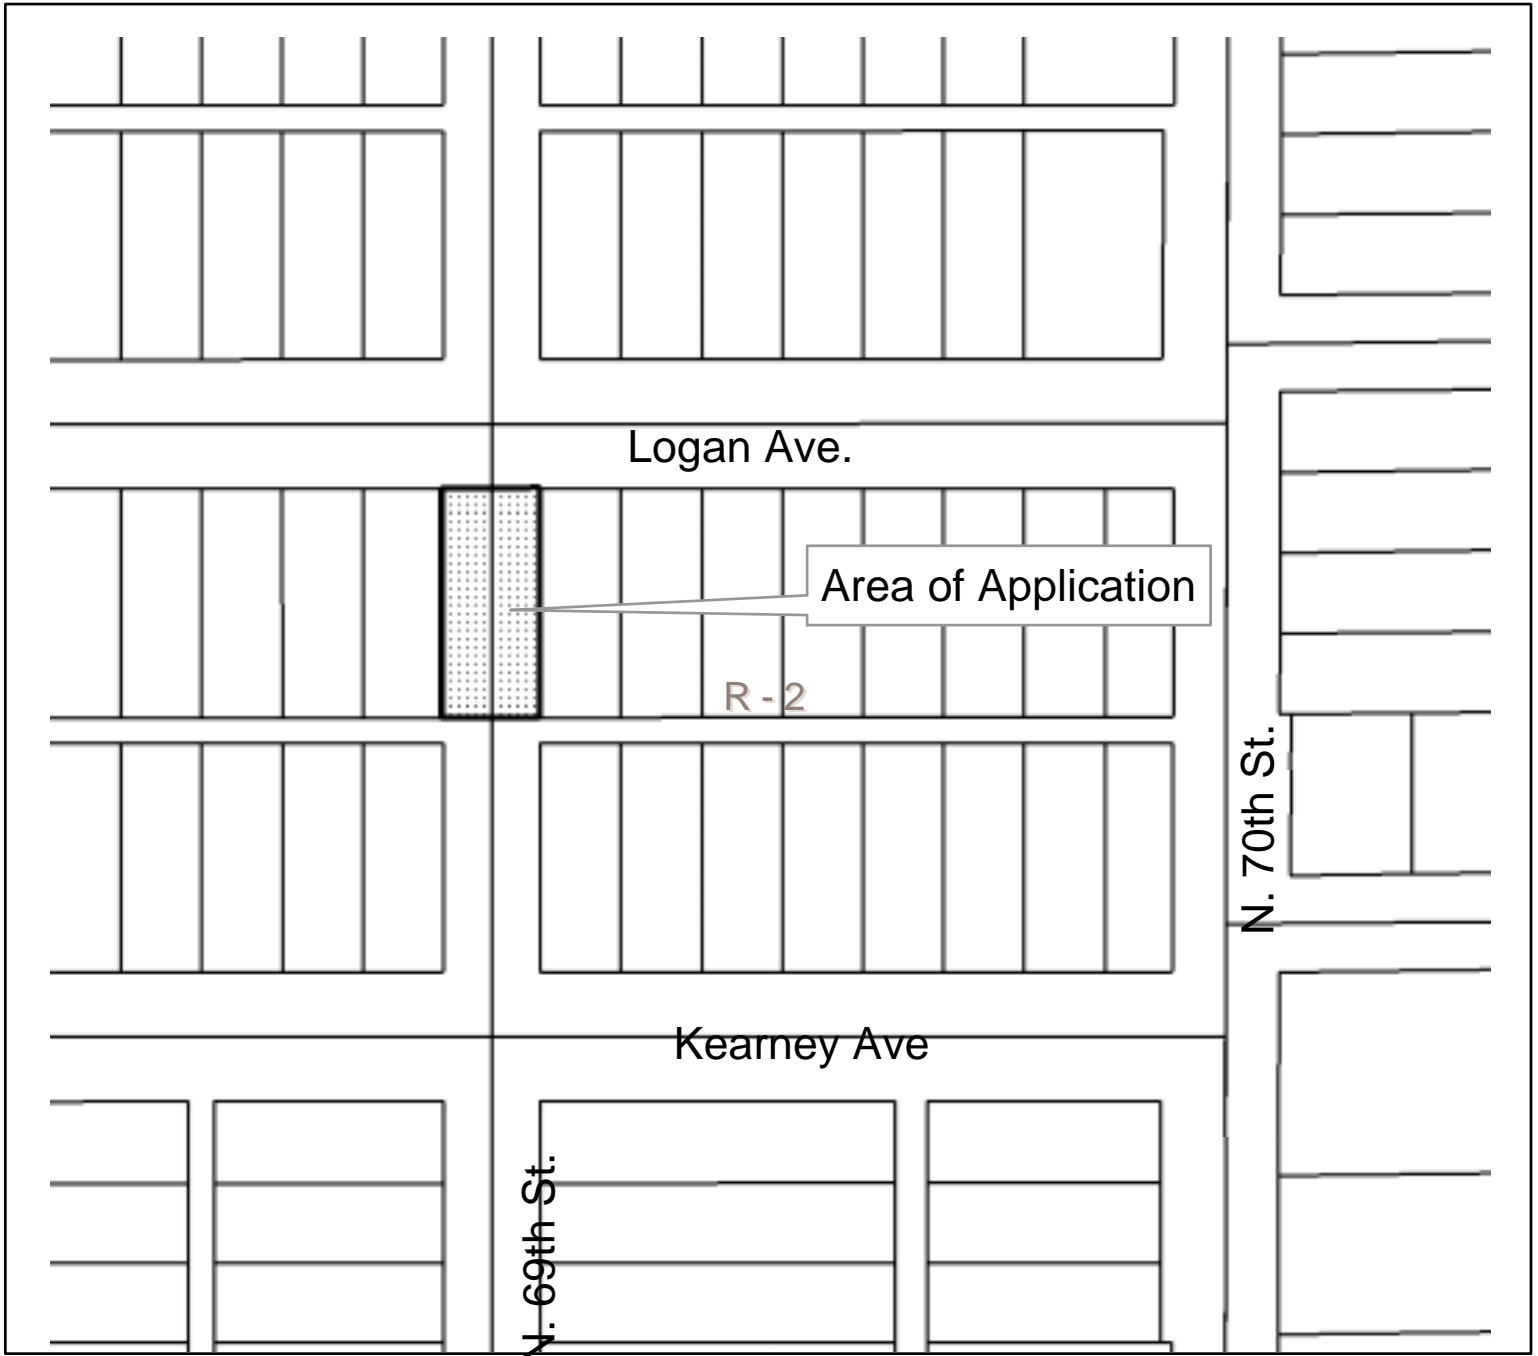 Logan Ave.
Area of Application
R - 2
N. 70th St.
Kearney Ave
N. 69th St.